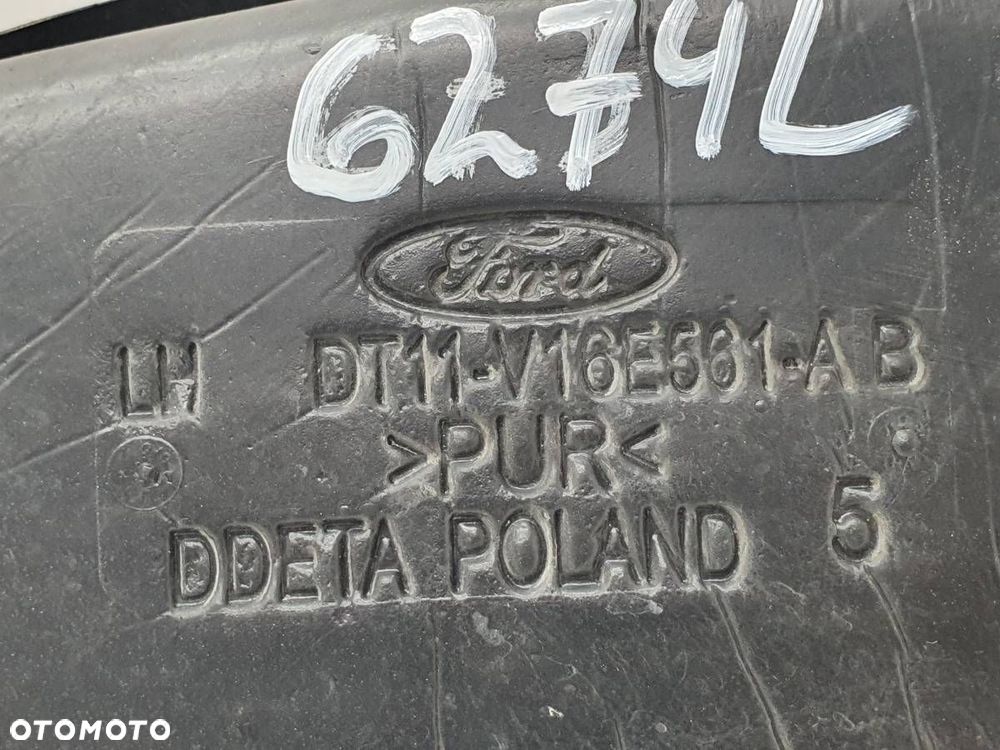 6274L
Ford
LH DT11-V16E561-AB
>PUR<
DDETA POLAND 5
OTOMOTO